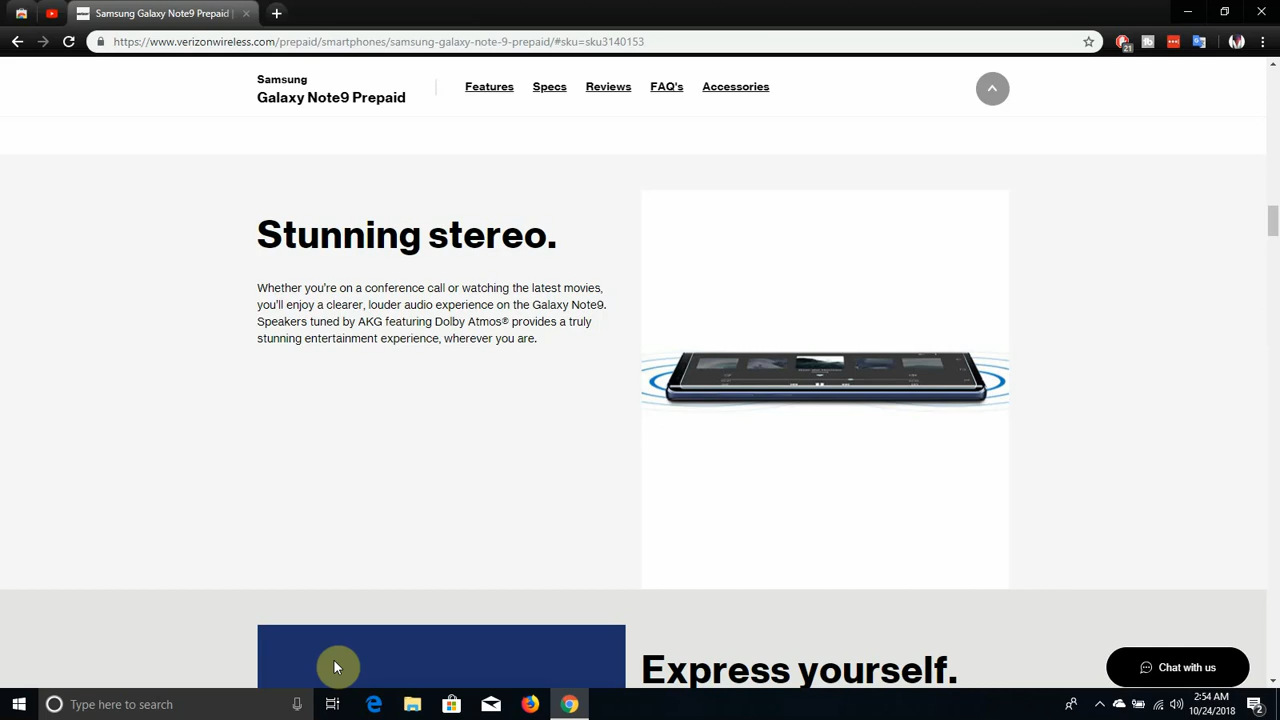 Samsung Galaxy Note9 Prepaid |
https://www.verizonwireless.com/prepaid/smartphones/samsung-galaxy-note-9-prepaid/#sku=sku3140153
21
Samsung
Galaxy Note9 Prepaid
Features
Specs
Reviews
FAQ's
Accessories
Stunning stereo.
Whether you're on a conference call or watching the latest movies,
you'll enjoy a clearer, louder audio experience on the Galaxy Note9.
Speakers tuned by AKG featuring Dolby Atmos® provides a truly
stunning entertainment experience, wherever you are.
Express yourself.
Chat with us
Type here to search
2:54 AM
10/24/2018
2